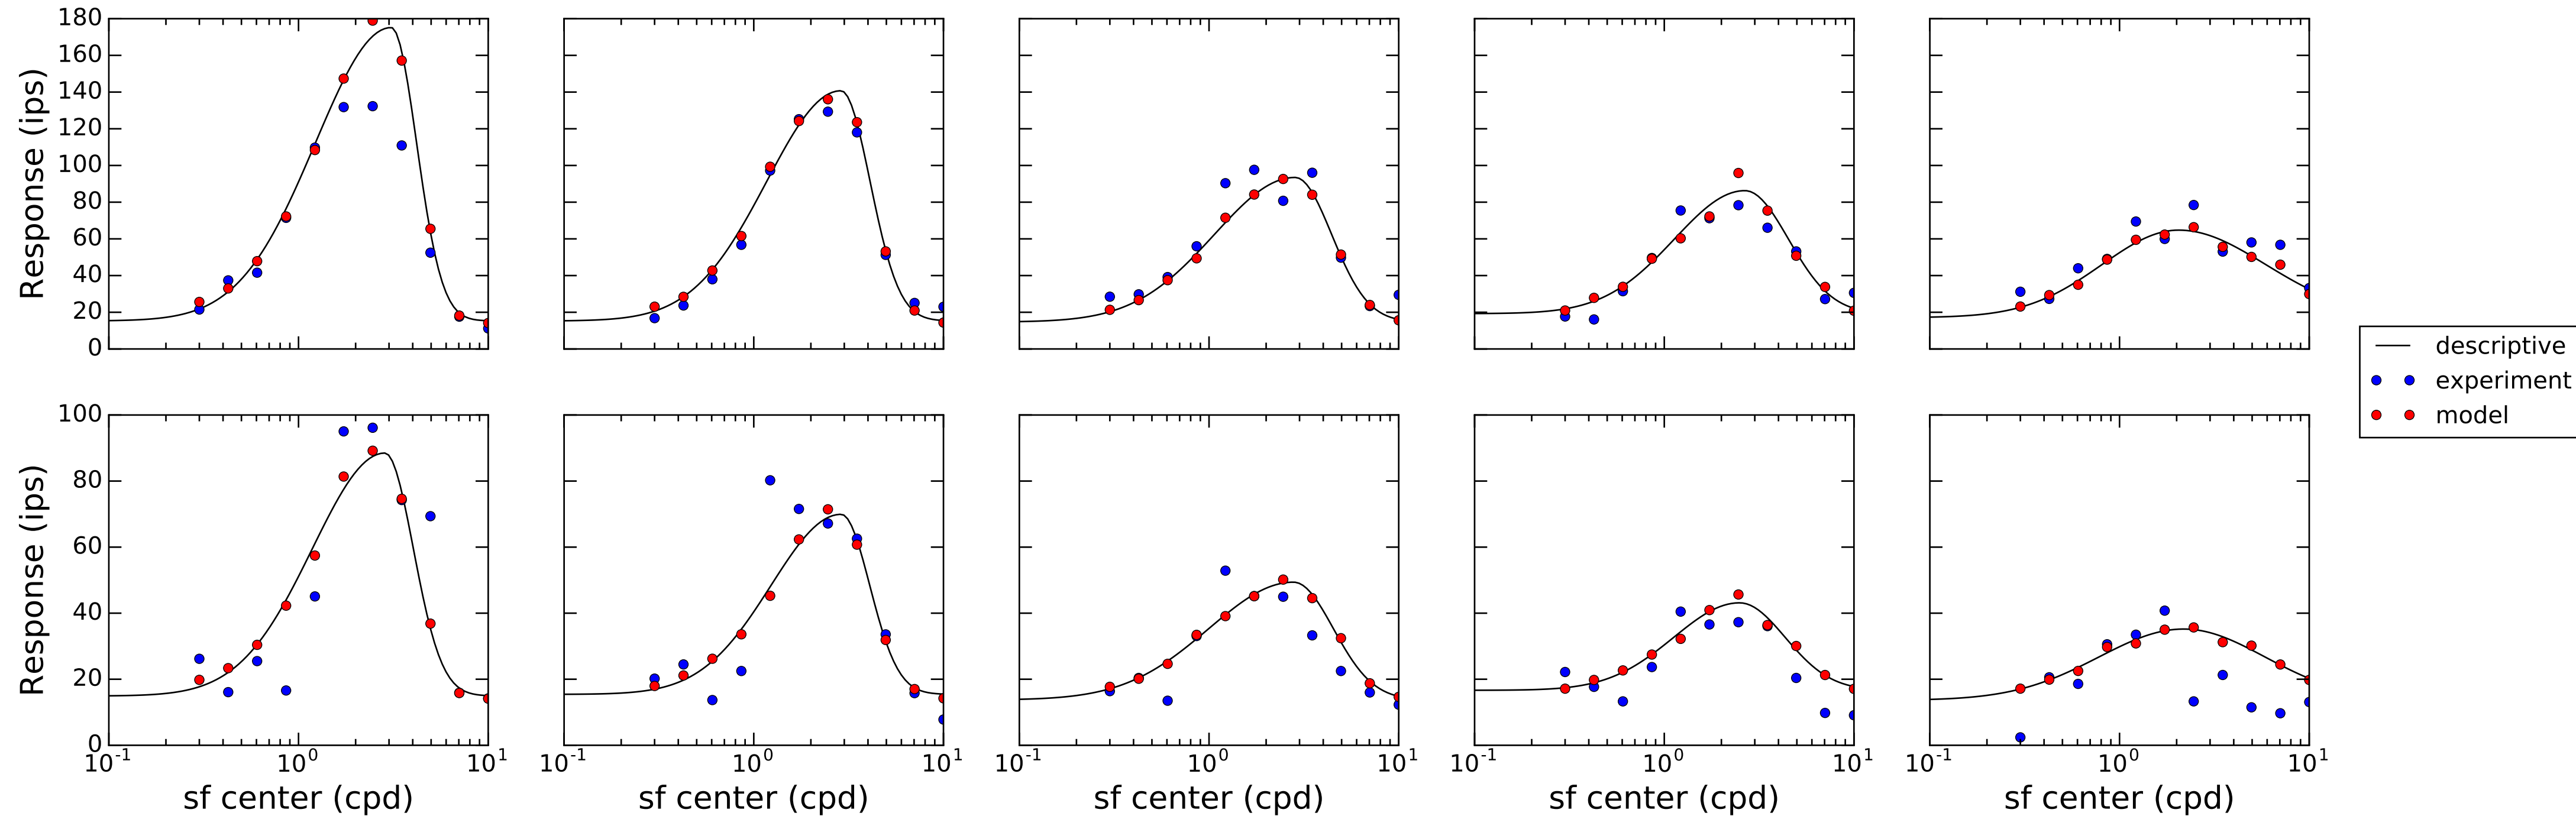 180
160
140
120
100
80
60
40
20
0
Response (ips)
descriptive
experiment
model
100
80
60
40
20
0
Response (ips)
10⁻¹ 10⁰ 10¹
10⁻¹ 10⁰ 10¹
10⁻¹ 10⁰ 10¹
10⁻¹ 10⁰ 10¹
10⁻¹ 10⁰ 10¹
sf center (cpd)
sf center (cpd)
sf center (cpd)
sf center (cpd)
sf center (cpd)